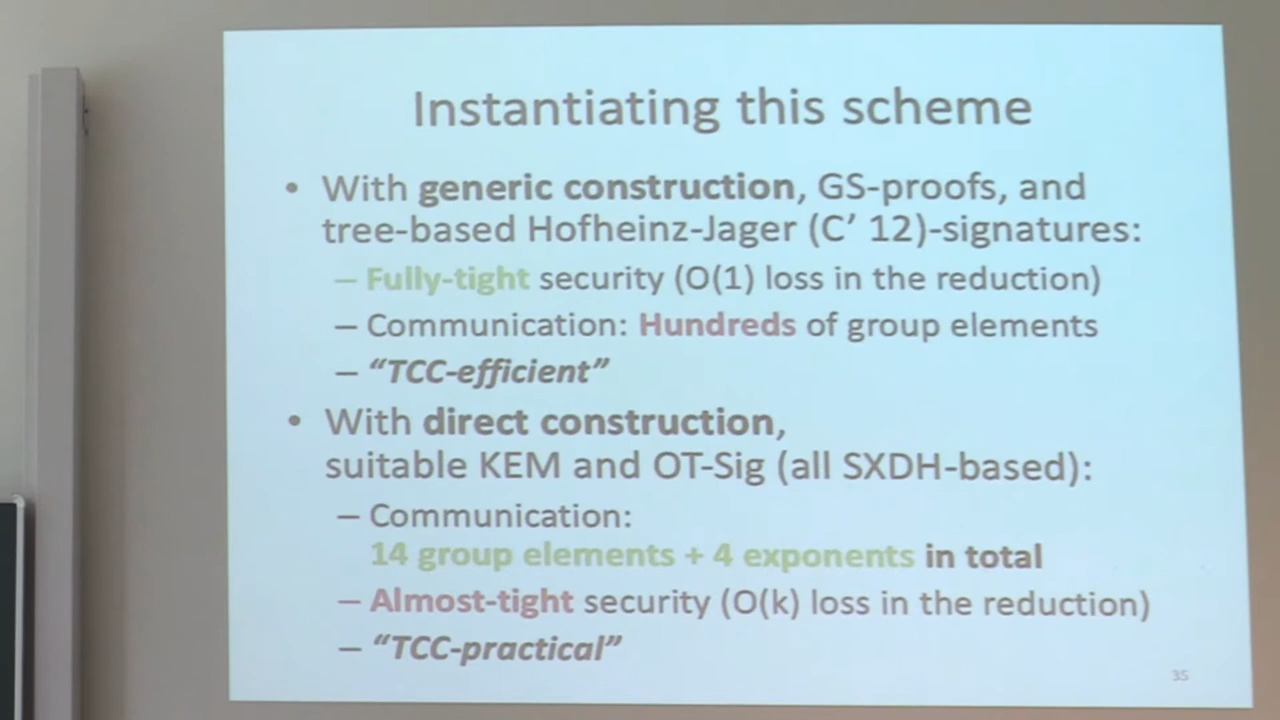 Instantiating this scheme
• With generic construction, GS-proofs, and
tree-based Hofheinz-Jager (C’ 12)-signatures:
– Fully-tight security (O(1) loss in the reduction)
– Communication: Hundreds of group elements
– “TCC-efficient”
• With direct construction,
suitable KEM and OT-Sig (all SXDH-based):
– Communication:
14 group elements + 4 exponents in total
– Almost-tight security (O(k) loss in the reduction)
– “TCC-practical”
35